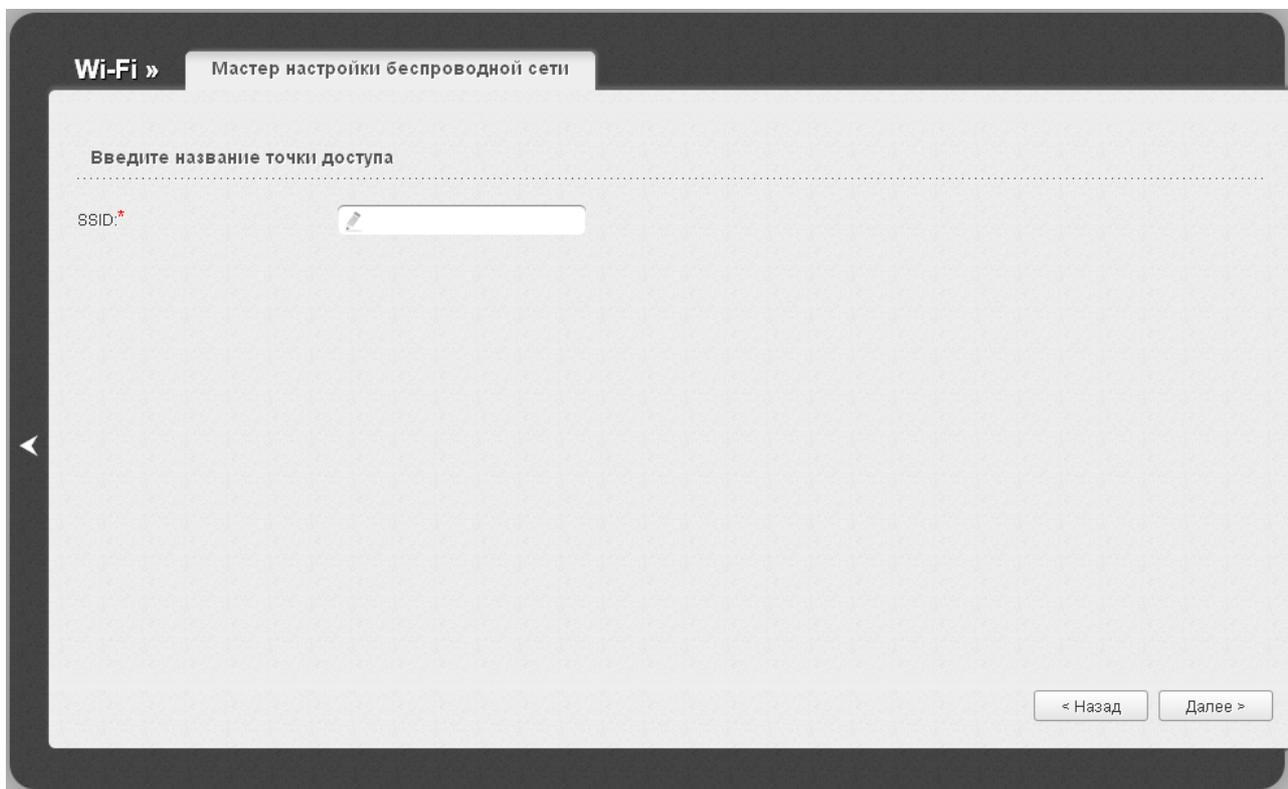 Wi-Fi » Мастер настройки беспроводной сети
Введите название точки доступа
SSID:*
< Назад Далее >